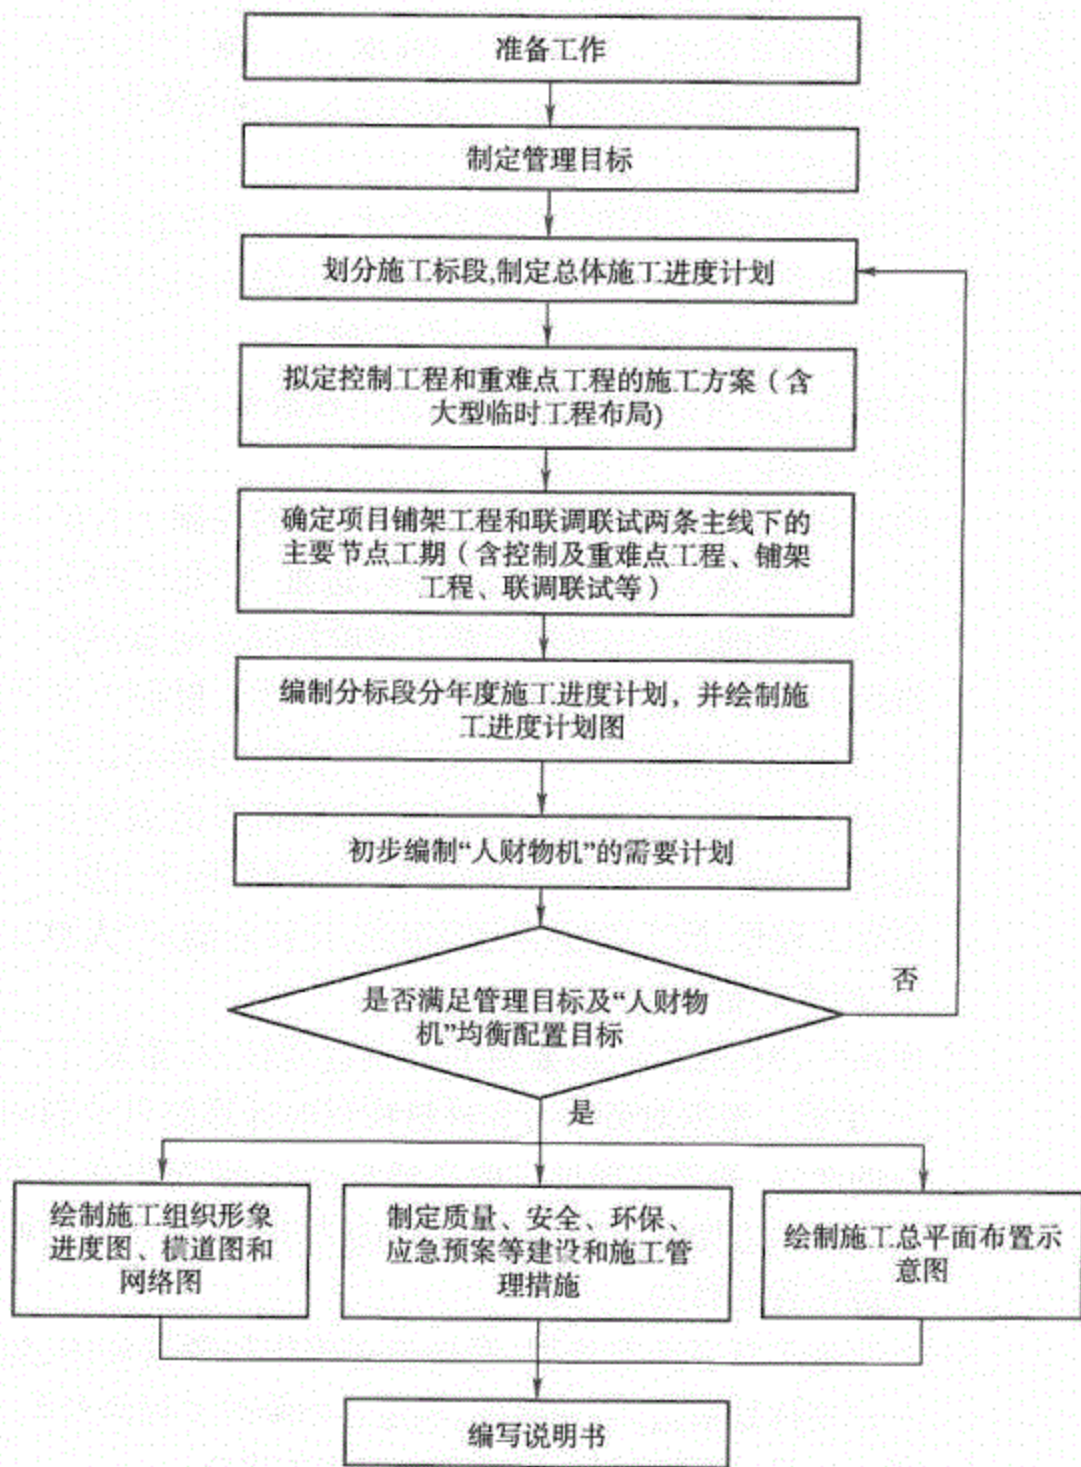 准备工作
制定管理目标
划分施工标段,制定总体施工进度计划
拟定控制工程和重难点工程的施工方案（含
大型临时工程布局)
确定项目铺架工程和联调联试两条主线下的
主要节点工期（含控制及重难点工程、铺架
工程、联调联试等）
编制分标段分年度施工进度计划，并绘制施
工进度计划图
初步编制“人财物机”的需要计划
是否满足管理目标及“人财物
机”均衡配置目标
否
是
绘制施工组织形象
进度图、横道图和
网络图
制定质量、安全、环保、
应急预案等建设和施工管
理措施
绘制施工总平面布置示
意图
编写说明书